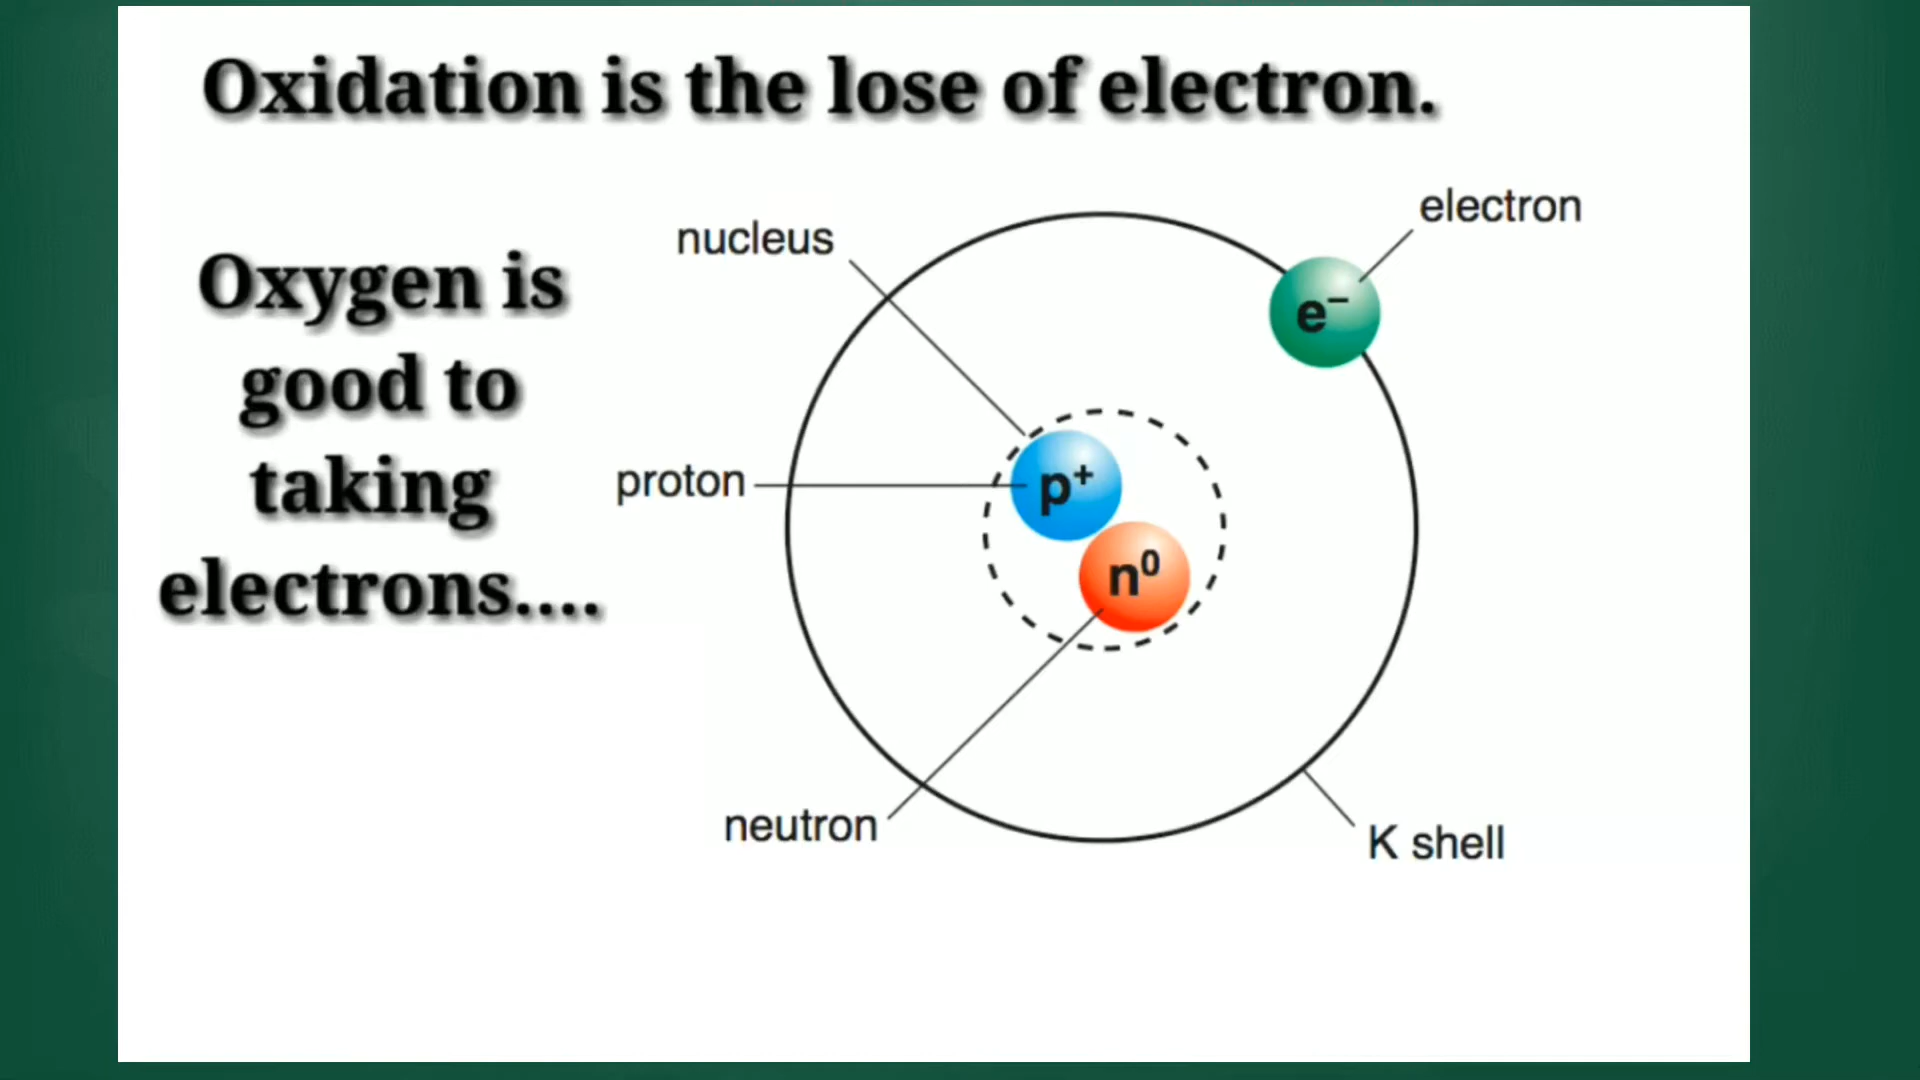 Oxidation is the lose of electron.
Oxygen is
good to
taking
electrons....
nucleus
electron
e⁻
proton
p⁺
n⁰
neutron
K shell